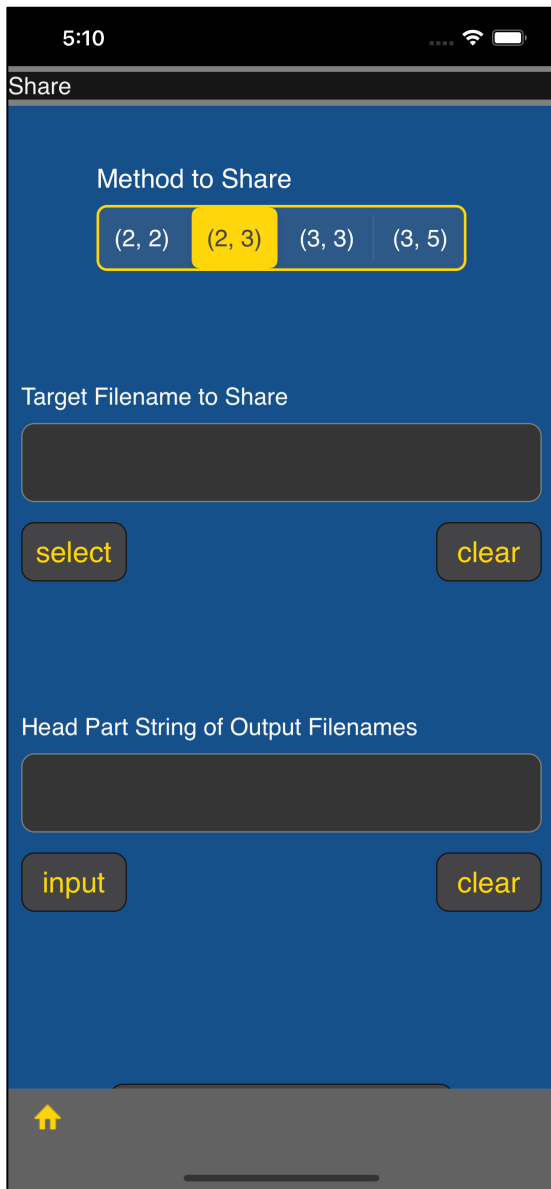 5:10
Share
Method to Share
(2, 2) (2, 3) (3, 3) (3, 5)
Target Filename to Share
select clear
Head Part String of Output Filenames
input clear